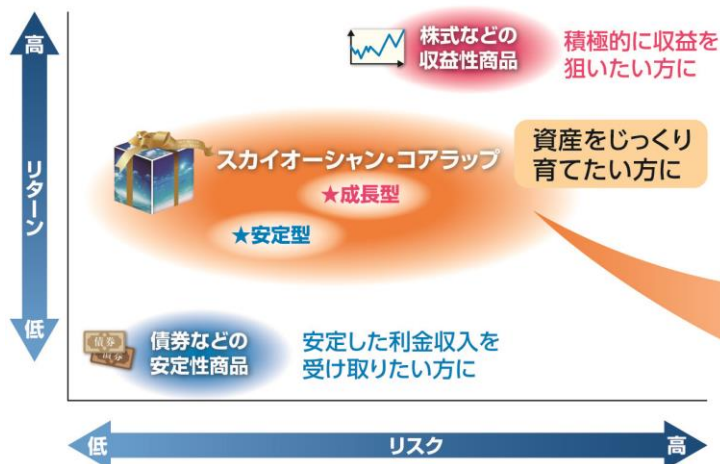 高
株式などの
収益性商品
積極的に収益を
狙いたい方に
スカイオーシャン・コアラップ
★成長型
★安定型
資産をじっくり
育てたい方に
リターン
低
債券
債券などの
安定性商品
安定した利金収入を
受け取りたい方に
低
リスク
高